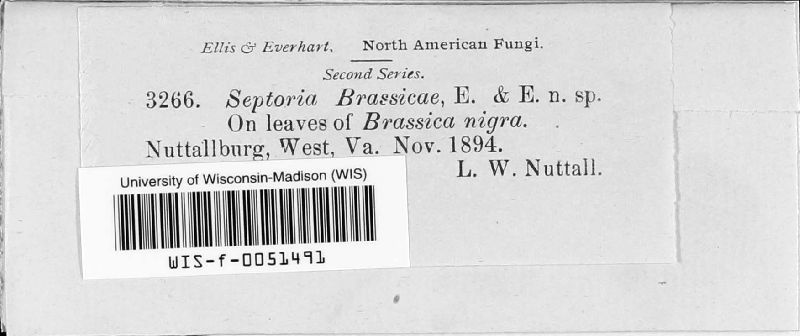 Ellis & Everhart, North American Fungi.
Second Series.
3266. Septoria Brassicae, E. & E. n. sp.
On leaves of Brassica nigra.
Nuttallburg, West, Va. Nov. 1894.
L. W. Nuttall.
University of Wisconsin-Madison (WIS)
WIS-f-0051491